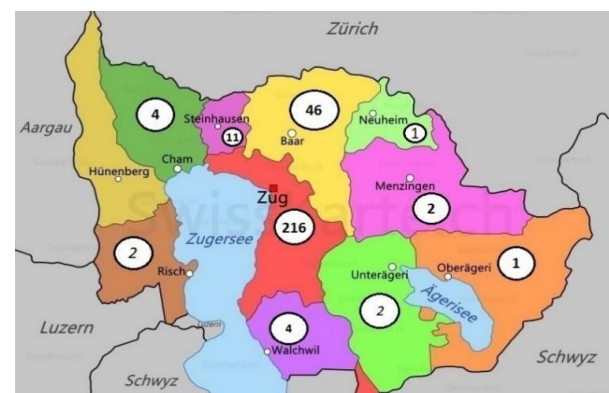 Zürich
Aargau
4
Steinhausen
11
46
Baar
Neuheim
1
Cham
Hünenberg
Menzingen
2
Zug
216
Zugersee
2
Risch
Unterägeri
2
Oberägeri
1
Ägerisee
Luzern
Luzern
4
Walchwil
Schwyz
Schwyz